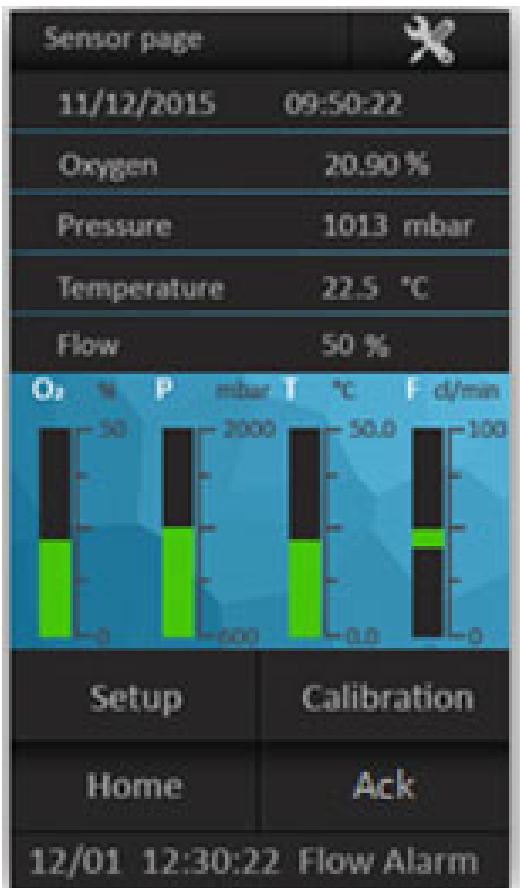 Sensor page
11/12/2015 09:50:22
Oxygen 20.90 %
Pressure 1013 mbar
Temperature 22.5 °C
Flow 50 %
O₂ % P mbar T °C F cl/min
50 2000 50.0 100
0 600 0.0 0
Setup Calibration
Home Ack
12/01 12:30:22 Flow Alarm